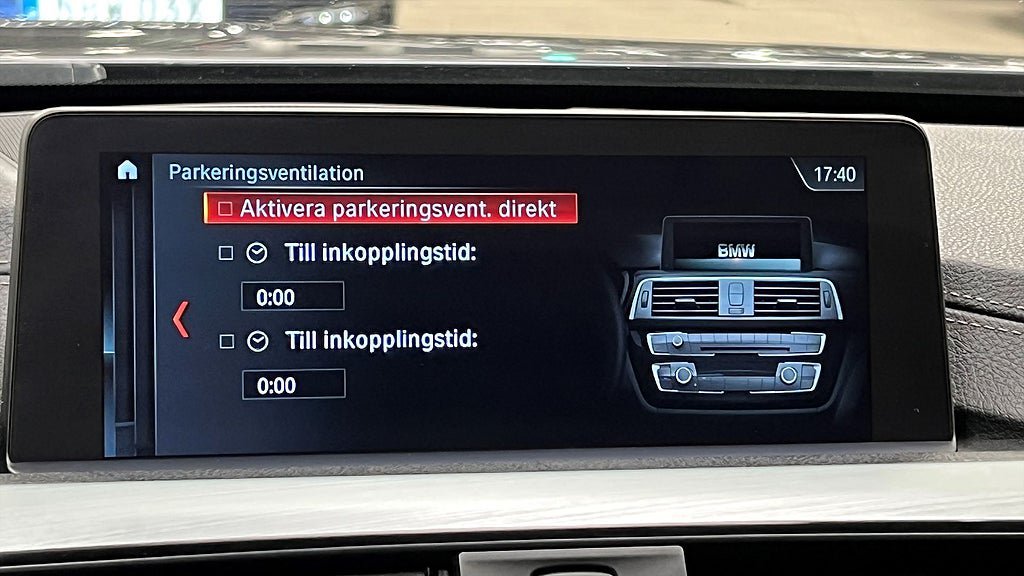 Parkeringsventilation
17:40
Aktivera parkeringsvent. direkt
Till inkopplingstid:
0:00
Till inkopplingstid:
0:00
BMW